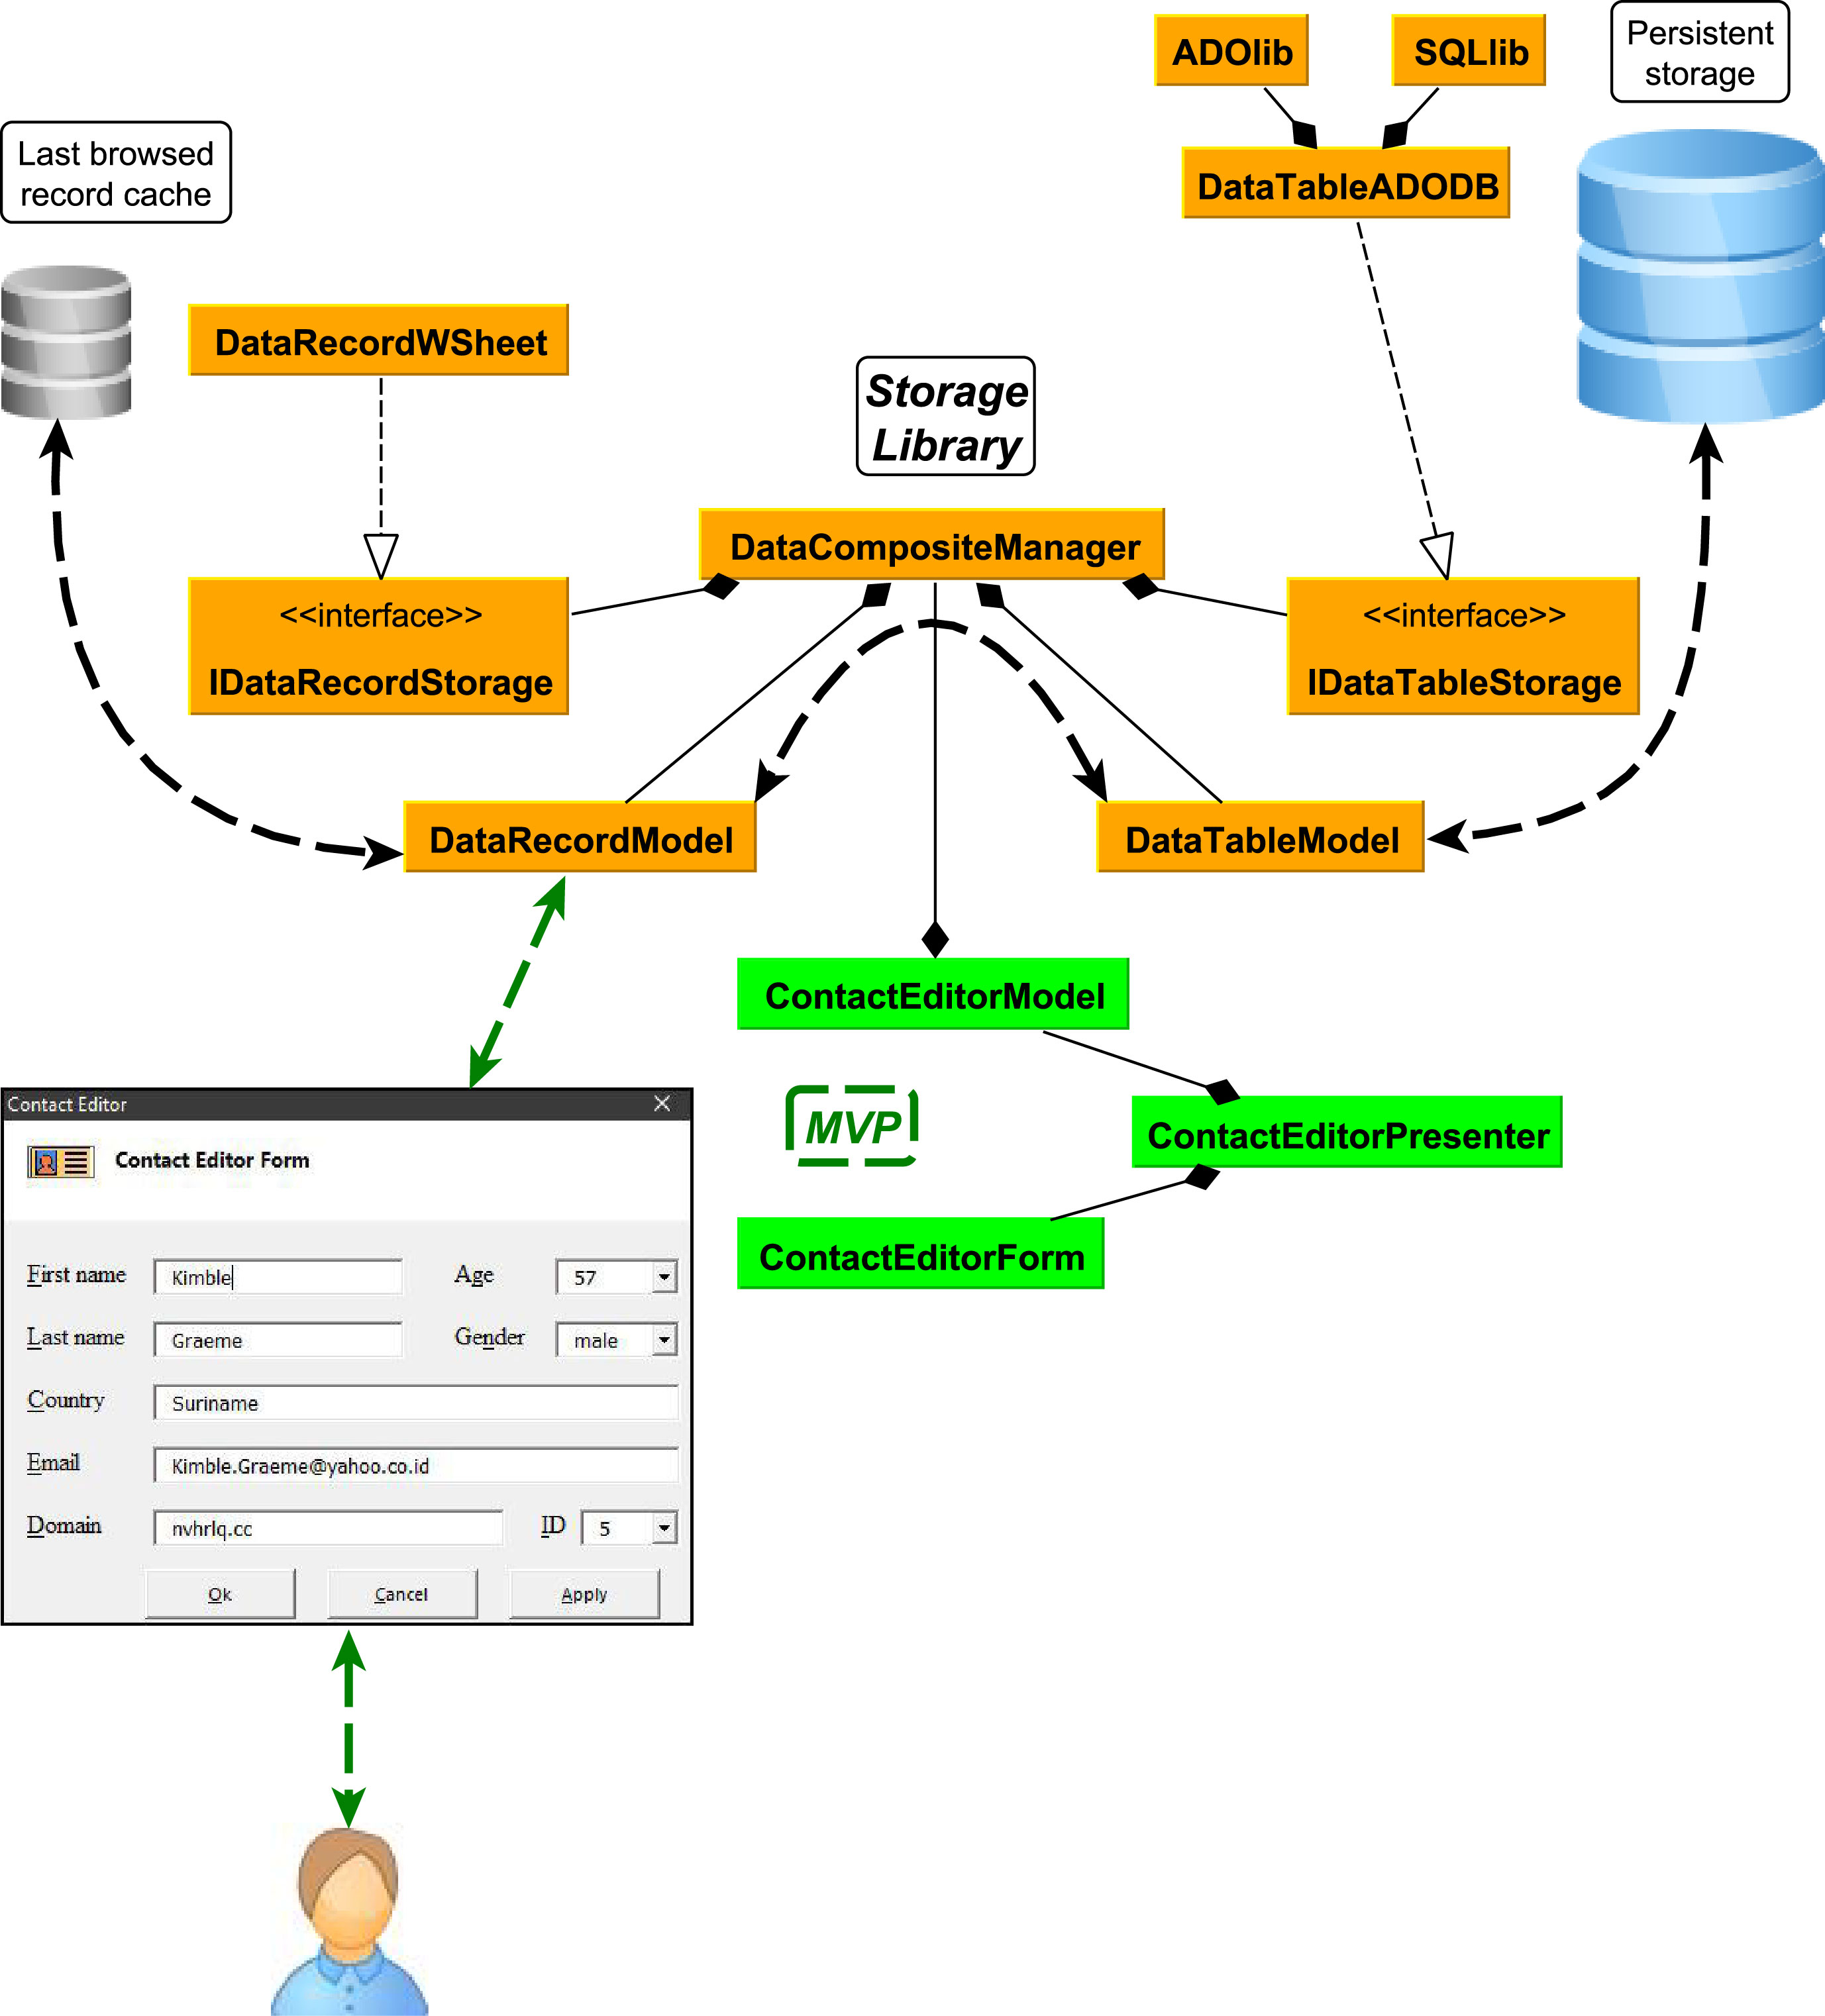 ADOlib
SQLlib
Persistent
storage
Last browsed
record cache
DataTableADODB
DataRecordWSheet
Storage
Library
DataCompositeManager
<<interface>>
IDataRecordStorage
<<interface>>
IDataTableStorage
DataRecordModel
DataTableModel
ContactEditorModel
MVP
ContactEditorPresenter
ContactEditorForm
Contact Editor
Contact Editor Form
First name
Kimble
Age
57
Last name
Graeme
Gender
male
Country
Suriname
Email
Kimble.Graeme@yahoo.co.id
Domain
nvhrlq.cc
ID
5
Ok
Cancel
Apply